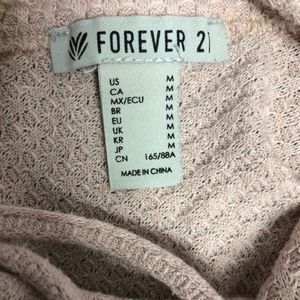 FOREVER 21
US M
CA M
MX/ECU M
BR M
EU M
UK M
KR M
JP M
CN 165/88A
MADE IN CHINA